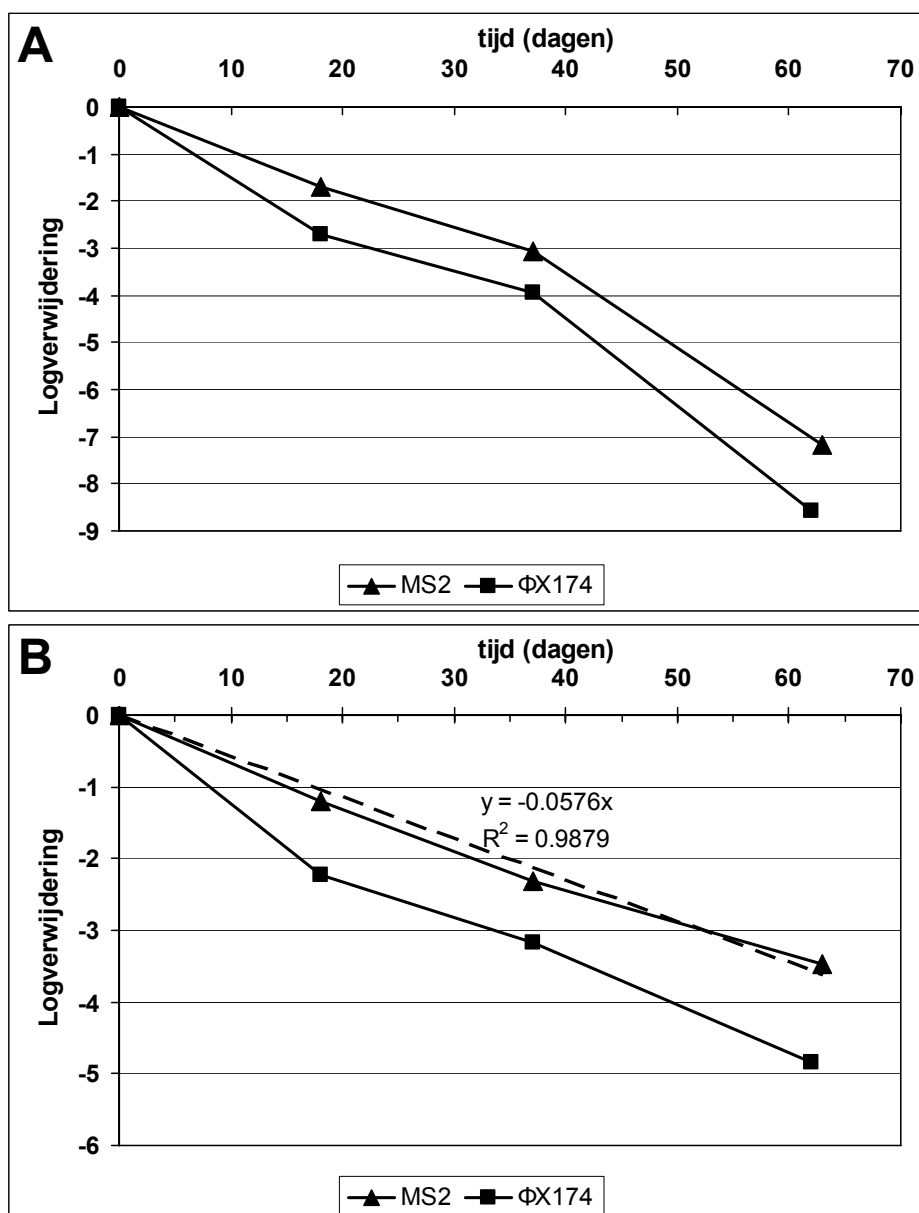 A
tijd (dagen)
0 10 20 30 40 50 60 70
0
-1
-2
-3
-4
-5
-6
-7
-8
-9
Logverwijdering
MS2 ΦX174
B
tijd (dagen)
0 10 20 30 40 50 60 70
0
-1
-2
-3
-4
-5
-6
Logverwijdering
y = -0.0576x
R² = 0.9879
MS2 ΦX174